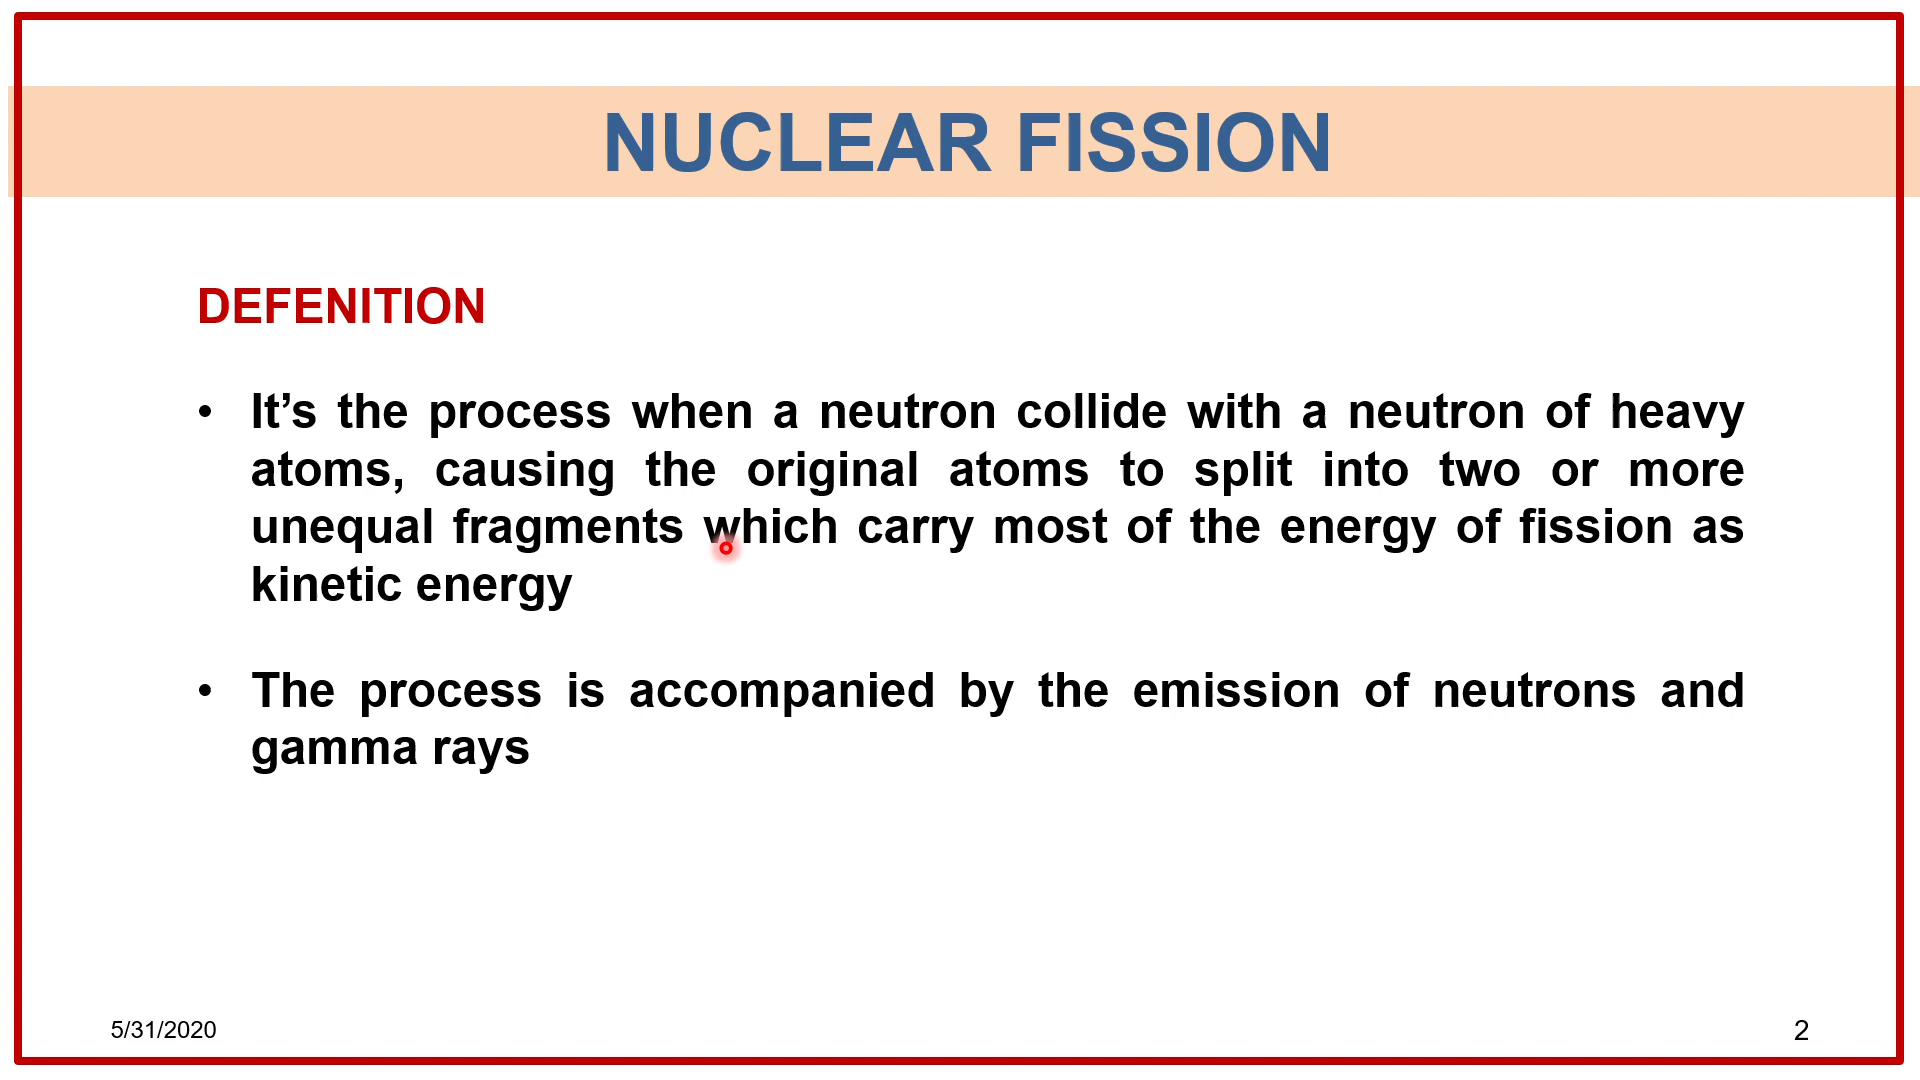 NUCLEAR FISSION
DEFENITION
• It’s the process when a neutron collide with a neutron of heavy
atoms, causing the original atoms to split into two or more
unequal fragments which carry most of the energy of fission as
kinetic energy
• The process is accompanied by the emission of neutrons and
gamma rays
5/31/2020
2